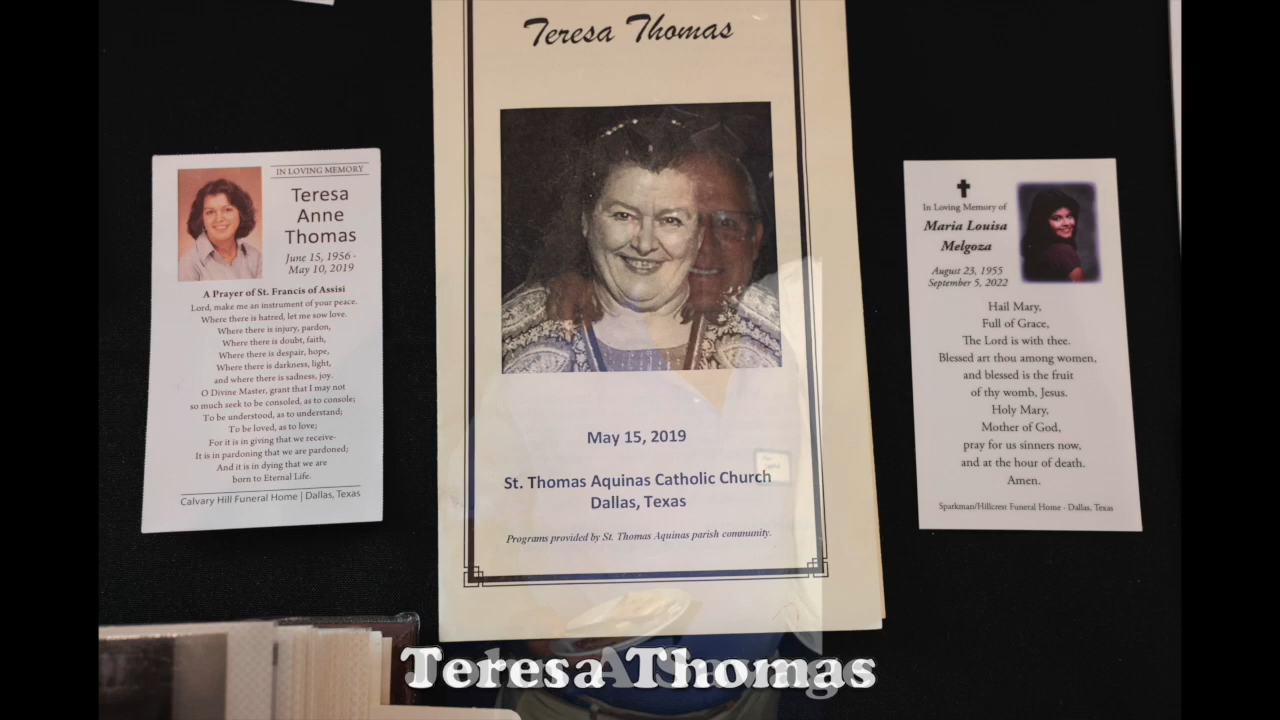 Teresa Thomas
May 15, 2019
St. Thomas Aquinas Catholic Church
Dallas, Texas
Programs provided by St. Thomas Aquinas parish community.
IN LOVING MEMORY
Teresa
Anne
Thomas
June 15, 1956 -
May 10, 2019
A Prayer of St. Francis of Assisi
Lord, make me an instrument of your peace.
Where there is hatred, let me sow love.
Where there is injury, pardon,
Where there is doubt, faith,
Where there is despair, hope,
Where there is darkness, light,
and where there is sadness, joy.
O Divine Master, grant that I may not
so much seek to be consoled, as to console;
To be understood, as to understand;
To be loved, as to love;
For it is in giving that we receive-
It is in pardoning that we are pardoned;
And it is in dying that we are
born to Eternal Life.
Calvary Hill Funeral Home | Dallas, Texas
In Loving Memory of
Maria Louisa
Melgoza
August 23, 1955
September 5, 2022
Hail Mary,
Full of Grace,
The Lord is with thee.
Blessed art thou among women,
and blessed is the fruit
of thy womb, Jesus.
Holy Mary,
Mother of God,
pray for us sinners now,
and at the hour of death.
Amen.
Sparkman/Hillcrest Funeral Home - Dallas, Texas
Teresa Thomas